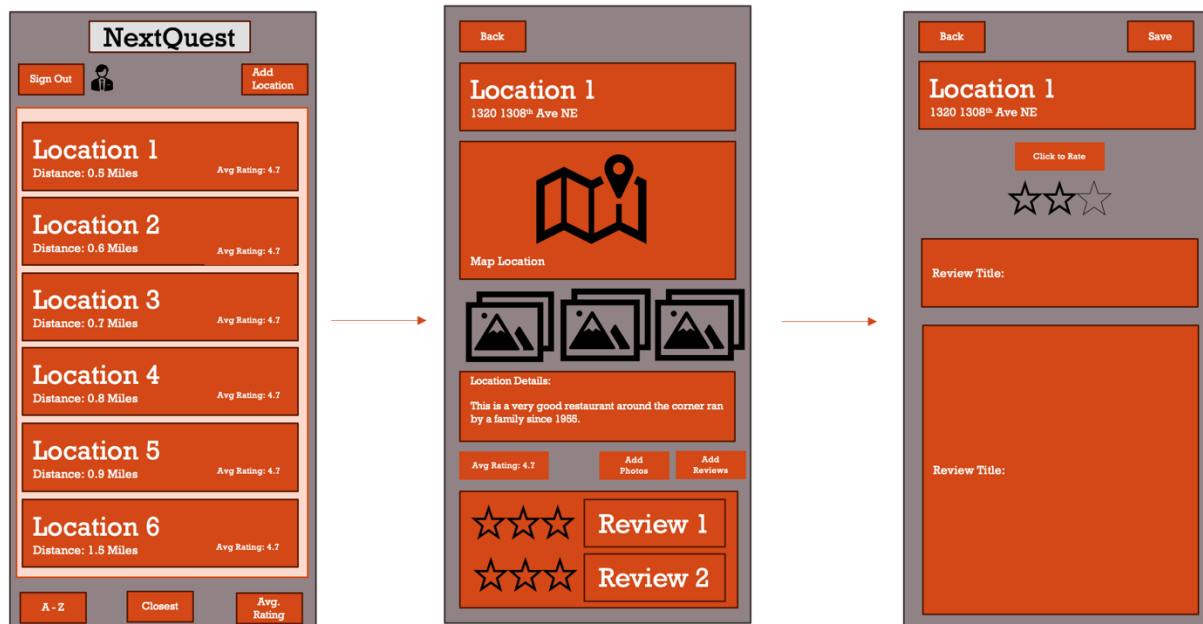 NextQuest
Sign Out
Add
Location
Location 1
Distance: 0.5 Miles
Avg Rating: 4.7
Location 2
Distance: 0.6 Miles
Avg Rating: 4.7
Location 3
Distance: 0.7 Miles
Avg Rating: 4.7
Location 4
Distance: 0.8 Miles
Avg Rating: 4.7
Location 5
Distance: 0.9 Miles
Avg Rating: 4.7
Location 6
Distance: 1.5 Miles
Avg Rating: 4.7
A - Z
Closest
Avg.
Rating
Back
Location 1
1320 1308th Ave NE
Map Location
Location Details:
This is a very good restaurant around the corner ran
by a family since 1955.
Avg Rating: 4.7
Add
Photos
Add
Reviews
Review 1
Review 2
Back
Save
Location 1
1320 1308th Ave NE
Click to Rate
Review Title:
Review Title: